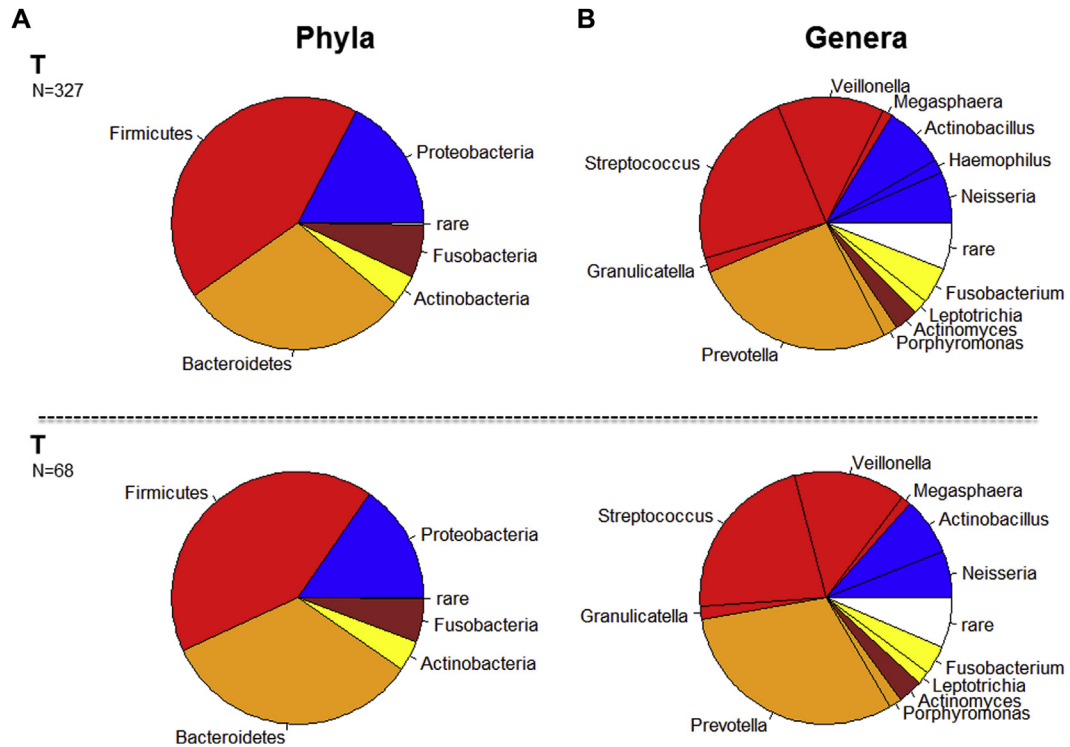 A
B
Phyla
Genera
T
N=327
Firmicutes
Proteobacteria
rare
Fusobacteria
Actinobacteria
Bacteroidetes
Veillonella
Megasphaera
Actinobacillus
Haemophilus
Neisseria
rare
Fusobacterium
Leptotrichia
Actinomyces
Porphyromonas
Prevotella
Granulicatella
Streptococcus
T
N=68
Firmicutes
Proteobacteria
rare
Fusobacteria
Actinobacteria
Bacteroidetes
Veillonella
Megasphaera
Actinobacillus
Neisseria
rare
Fusobacterium
Leptotrichia
Actinomyces
Porphyromonas
Prevotella
Granulicatella
Streptococcus